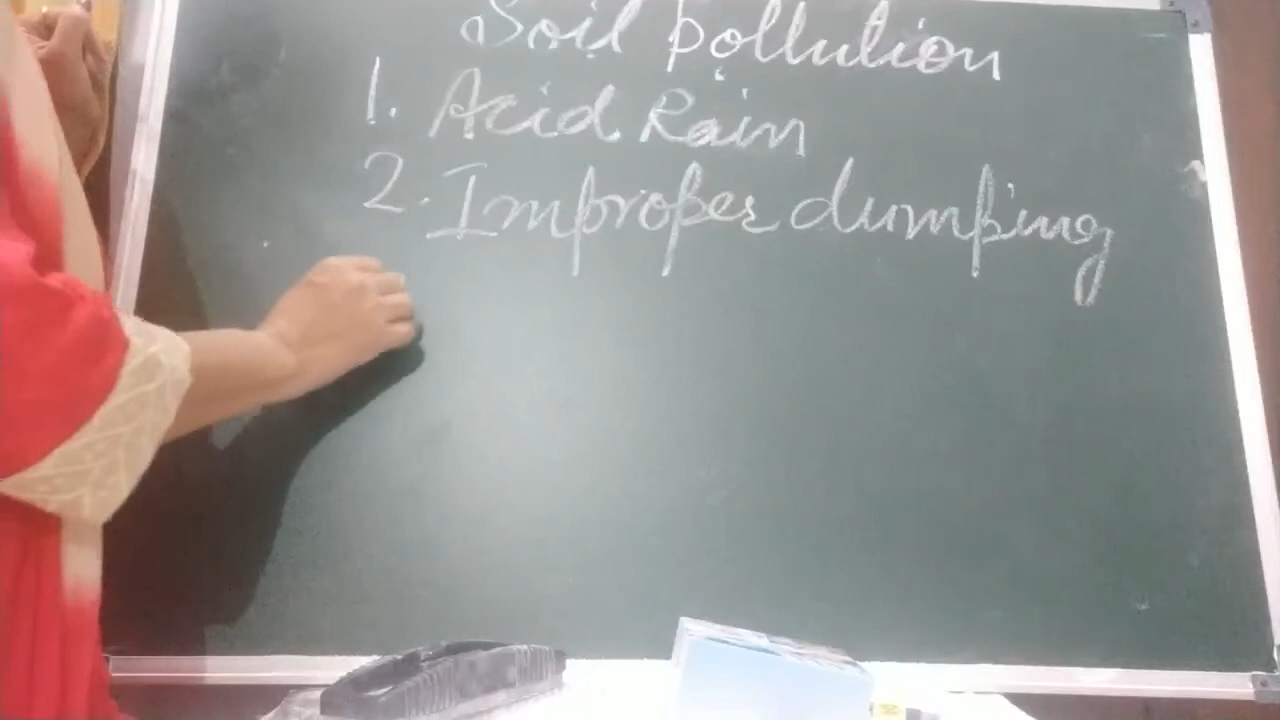 Soil pollution
1. Acid Rain
2. Improper dumping